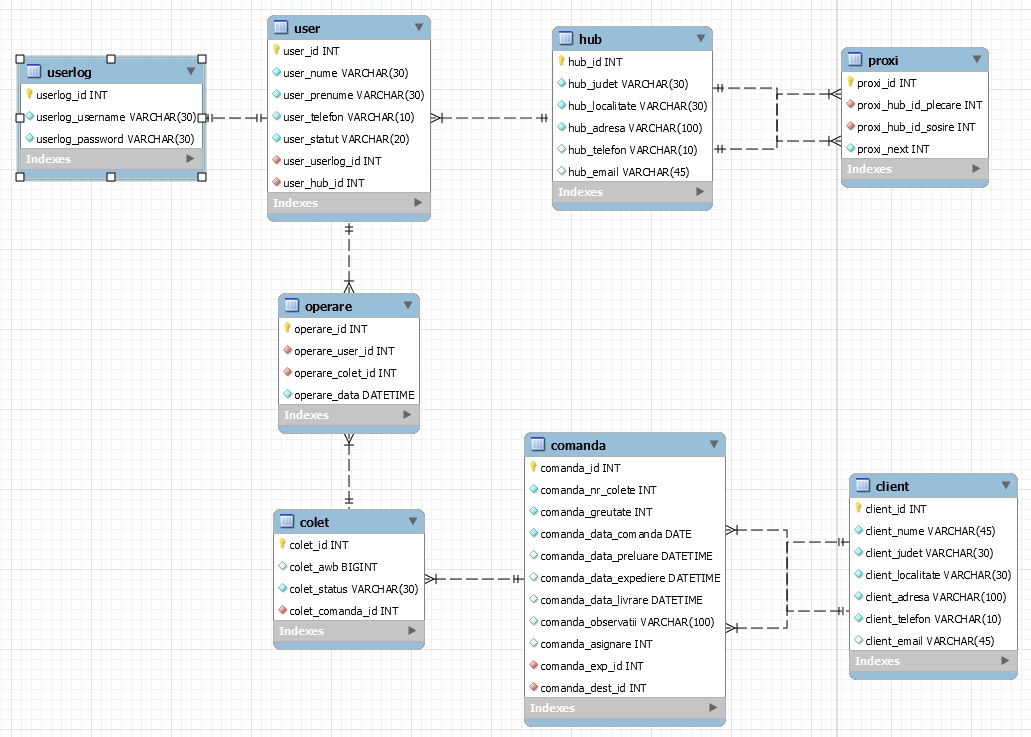 userlog
userlog_id INT
userlog_username VARCHAR(30)
userlog_password VARCHAR(30)
Indexes
user
user_id INT
user_nume VARCHAR(30)
user_prenume VARCHAR(30)
user_telefon VARCHAR(10)
user_statut VARCHAR(20)
user_userlog_id INT
user_hub_id INT
Indexes
hub
hub_id INT
hub_judet VARCHAR(30)
hub_localitate VARCHAR(30)
hub_adresa VARCHAR(100)
hub_telefon VARCHAR(10)
hub_email VARCHAR(45)
Indexes
proxi
proxi_id INT
proxi_hub_id_plecare INT
proxi_hub_id_sosire INT
proxi_next INT
Indexes
operare
operare_id INT
operare_user_id INT
operare_colet_id INT
operare_data DATETIME
Indexes
colet
colet_id INT
colet_awb BIGINT
colet_status VARCHAR(30)
colet_comanda_id INT
Indexes
comanda
comanda_id INT
comanda_nr_colete INT
comanda_greutate INT
comanda_data_comanda DATE
comanda_data_preluare DATETIME
comanda_data_expediere DATETIME
comanda_data_livrare DATETIME
comanda_observatii VARCHAR(100)
comanda_asignare INT
comanda_exp_id INT
comanda_dest_id INT
Indexes
client
client_id INT
client_nume VARCHAR(45)
client_judet VARCHAR(30)
client_localitate VARCHAR(30)
client_adresa VARCHAR(100)
client_telefon VARCHAR(10)
client_email VARCHAR(45)
Indexes